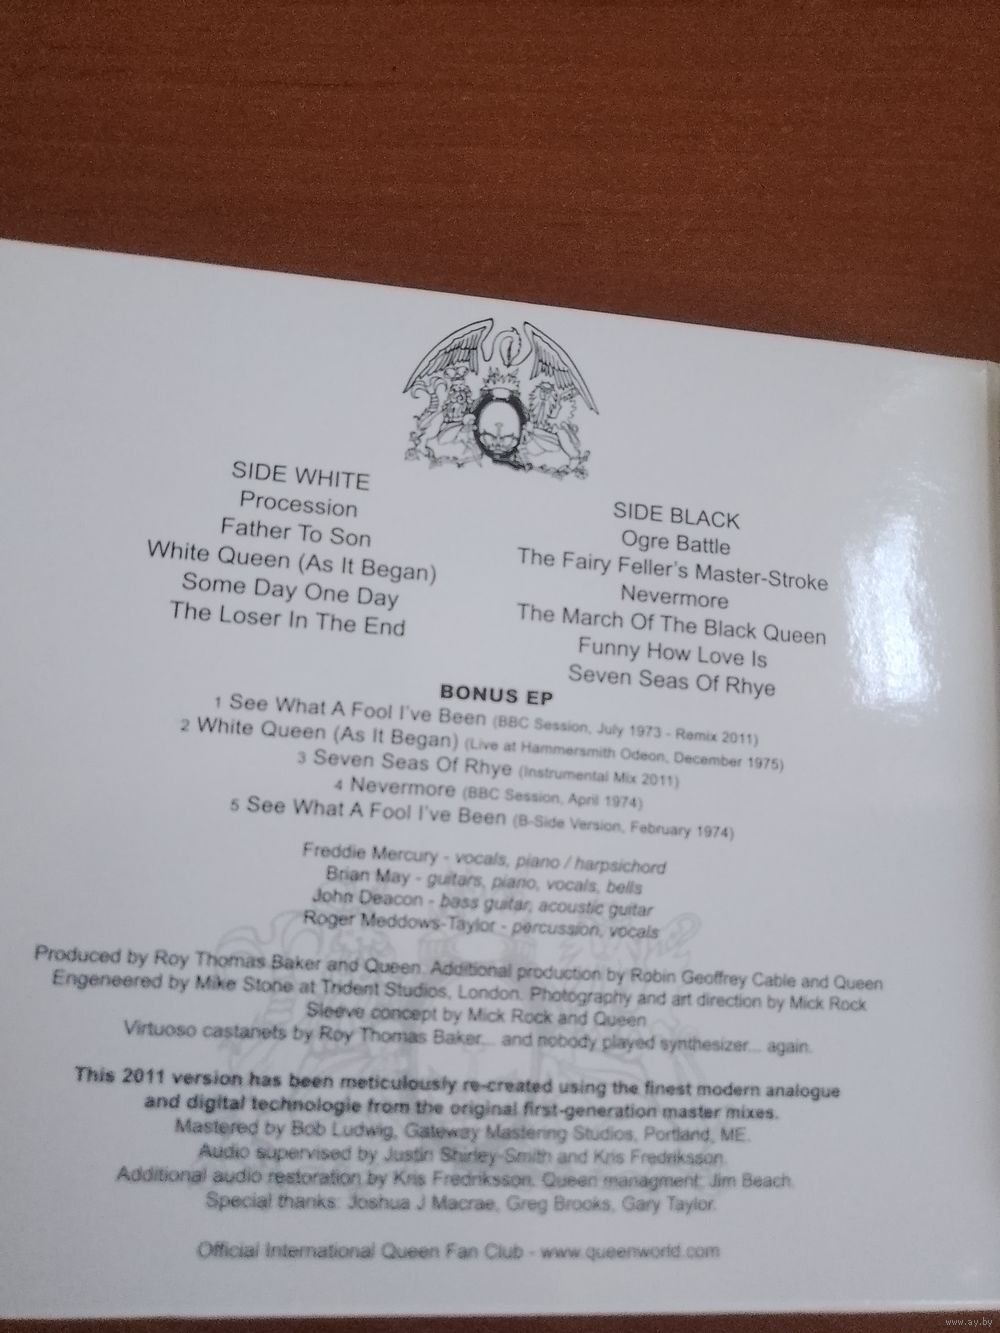 SIDE WHITE
Procession
Father To Son
White Queen (As It Began)
Some Day One Day
The Loser In The End
SIDE BLACK
Ogre Battle
The Fairy Feller's Master-Stroke
Nevermore
The March Of The Black Queen
Funny How Love Is
Seven Seas Of Rhye
BONUS EP
1 See What A Fool I've Been (BBC Session, July 1973 - Remix 2011)
2 White Queen (As It Began) (Live at Hammersmith Odeon, December 1975)
3 Seven Seas Of Rhye (Instrumental Mix 2011)
4 Nevermore (BBC Session, April 1974)
5 See What A Fool I've Been (B-Side Version, February 1974)
Freddie Mercury - vocals, piano / harpsichord
Brian May - guitars, piano, vocals, bells
John Deacon - bass guitar, acoustic guitar
Roger Meddows-Taylor - percussion, vocals
Produced by Roy Thomas Baker and Queen. Additional production by Robin Geoffrey Cable and Queen
Engeneered by Mike Stone at Trident Studios, London. Photography and art direction by Mick Rock
Sleeve concept by Mick Rock and Queen
Virtuoso castanets by Roy Thomas Baker... and nobody played synthesizer... again.
This 2011 version has been meticulously re-created using the finest modern analogue
and digital technologie from the original first-generation master mixes.
Mastered by Bob Ludwig, Gateway Mastering Studios, Portland, ME.
Audio supervised by Justin Shirley-Smith and Kris Fredriksson.
Additional audio restoration by Kris Fredriksson. Queen managment: Jim Beach.
Special thanks: Joshua J Macrae, Greg Brooks, Gary Taylor.
Official International Queen Fan Club - www.queenworld.com
www.ay.by